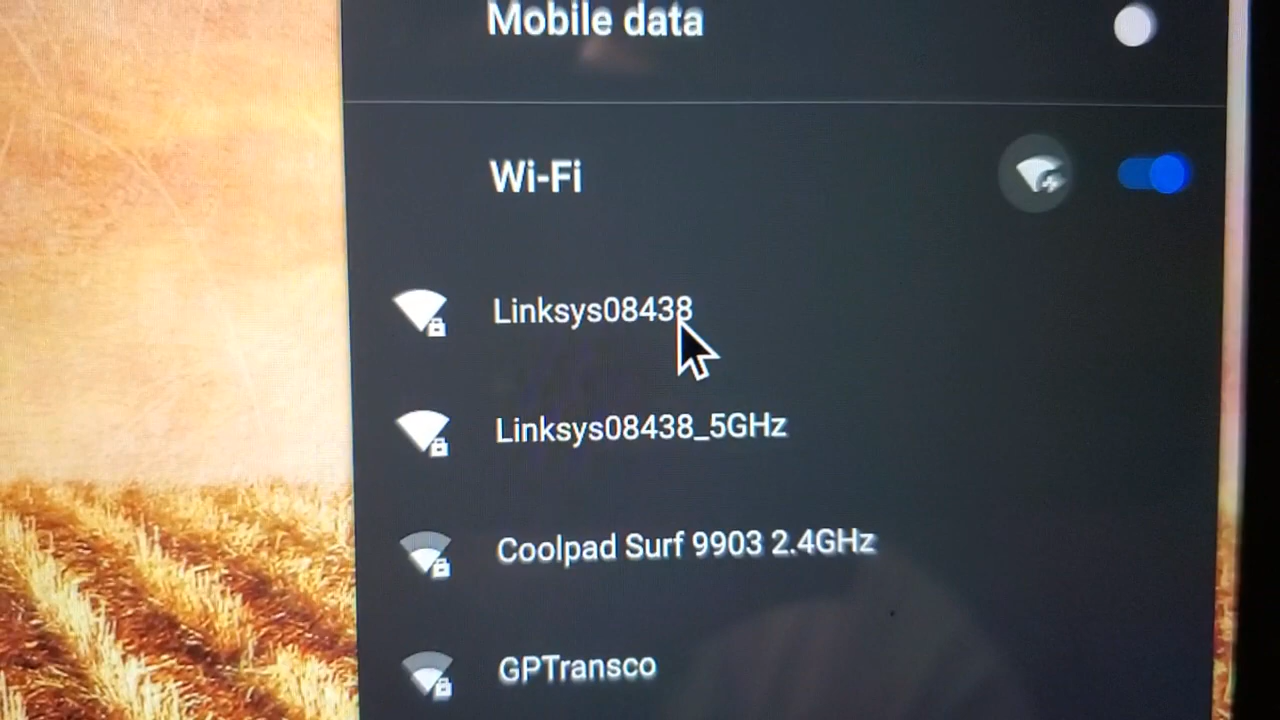 Mobile data
Wi-Fi
Linksys08438
Linksys08438_5GHz
Coolpad Surf 9903 2.4GHz
GPTransco